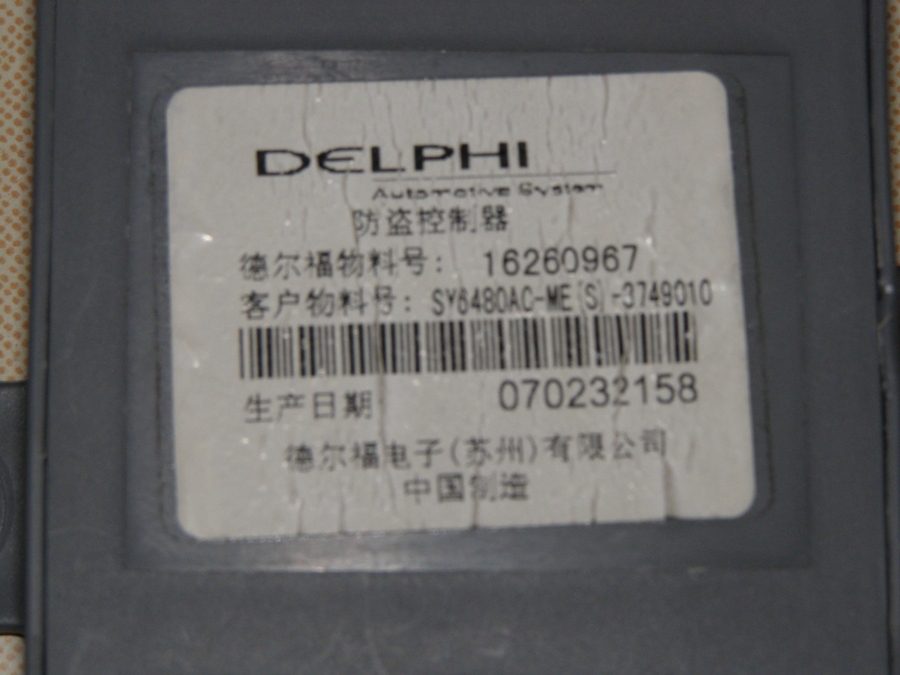 DELPHI
Automotive System
防盗控制器
德尔福物料号: 16260967
客户物料号: SY6480AC-ME(S)-3749010
生产日期 070232158
德尔福电子(苏州)有限公司
中国制造